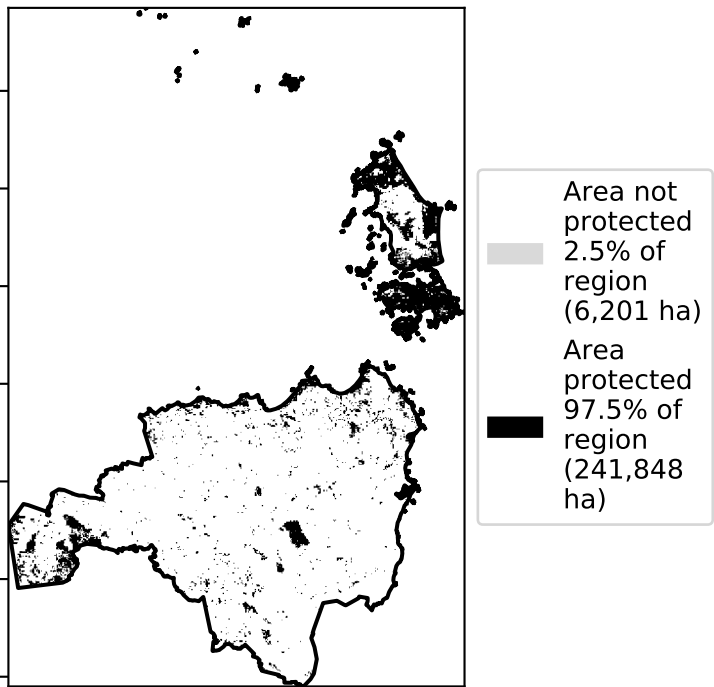 Area not
protected
2.5% of
region
(6,201 ha)
Area
protected
97.5% of
region
(241,848
ha)